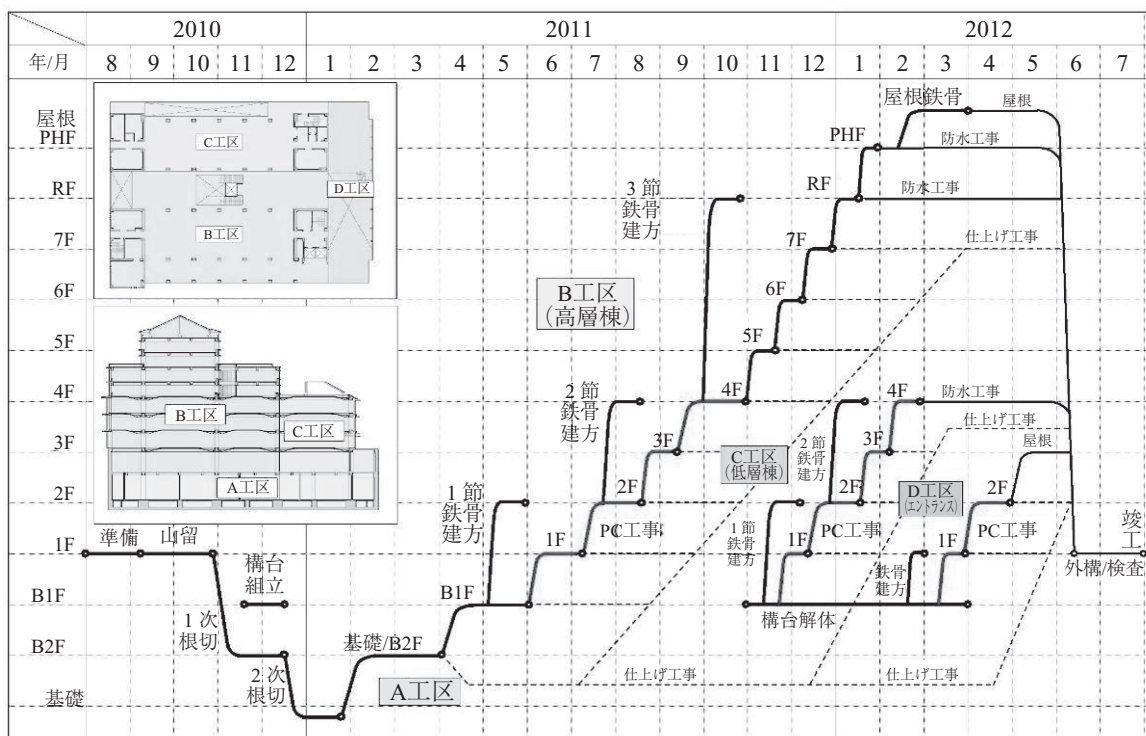 2010 2011 2012
年/月 8 9 10 11 12 1 2 3 4 5 6 7 8 9 10 11 12 1 2 3 4 5 6 7
屋根
PHF
RF
7F
6F
5F
4F
3F
2F
1F
B1F
B2F
基礎
C工区
D工区
B工区
B工区
C工区
A工区
準備 山留
構台
組立
1次
根切
2次
根切
基礎/B2F
A工区
B1F
1節
鉄骨
建方
1F
PC工事
2節
鉄骨
建方
2F
3F
B工区
(高層棟)
3節
鉄骨
建方
4F
5F
6F
7F
RF
PHF
屋根鉄骨
屋根
防水工事
防水工事
仕上げ工事
C工区
(低層棟)
1節
鉄骨
建方
1F
PC工事
2節
鉄骨
建方
2F
3F
4F
防水工事
仕上げ工事
屋根
D工区
(エントランス)
鉄骨
建方
1F
PC工事
2F
構台解体
仕上げ工事
仕上げ工事
外構/検査
竣
工